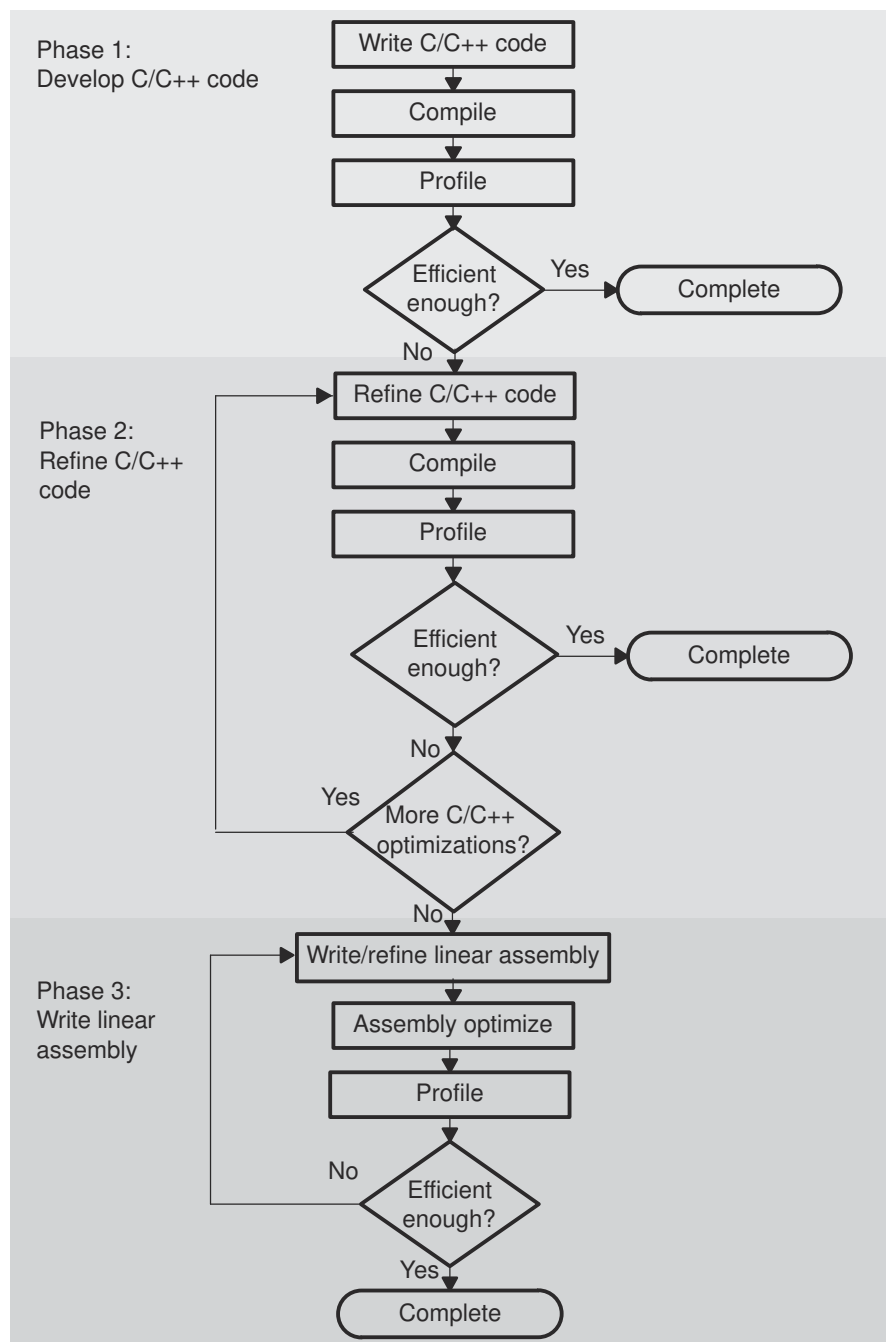 Phase 1:
Develop C/C++ code
Write C/C++ code
Compile
Profile
Efficient
enough?
Yes
Complete
No
Phase 2:
Refine C/C++
code
Refine C/C++ code
Compile
Profile
Efficient
enough?
Yes
Complete
No
Yes
More C/C++
optimizations?
No
Phase 3:
Write linear
assembly
Write/refine linear assembly
Assembly optimize
Profile
No
Efficient
enough?
Yes
Complete